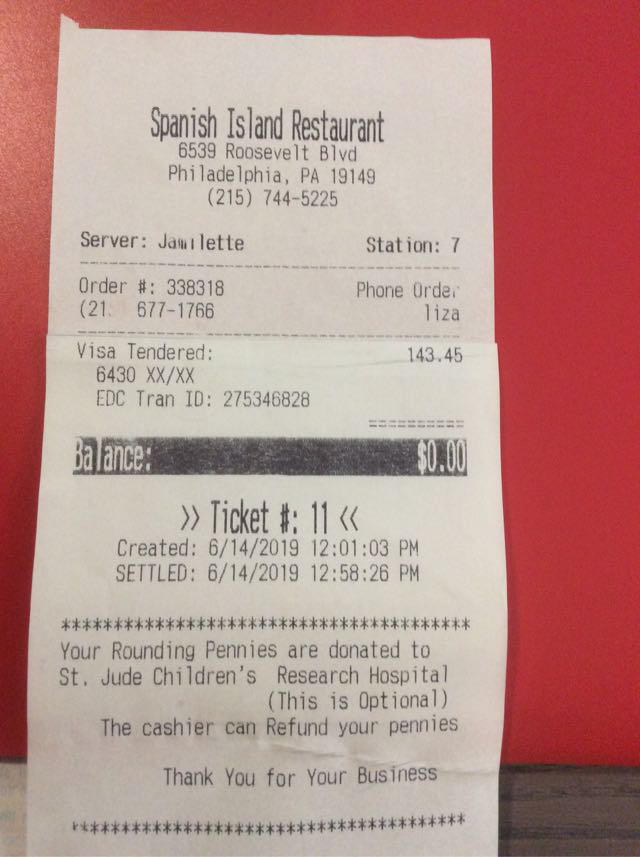 Spanish Island Restaurant
6539 Roosevelt Blvd
Philadelphia, PA 19149
(215) 744-5225
Server: Jamilette
Station: 7
Order #: 338318
Phone Order
(21  677-1766
liza
Visa Tendered: 143.45
6430 XX/XX
EDC Tran ID: 275346828
==========
Balance: $0.00
>> Ticket #: 11 <<
Created: 6/14/2019 12:01:03 PM
SETTLED: 6/14/2019 12:58:26 PM
****************************************
Your Rounding Pennies are donated to
St. Jude Children's Research Hospital
(This is Optional)
The cashier can Refund your pennies
Thank You for Your Business
****************************************